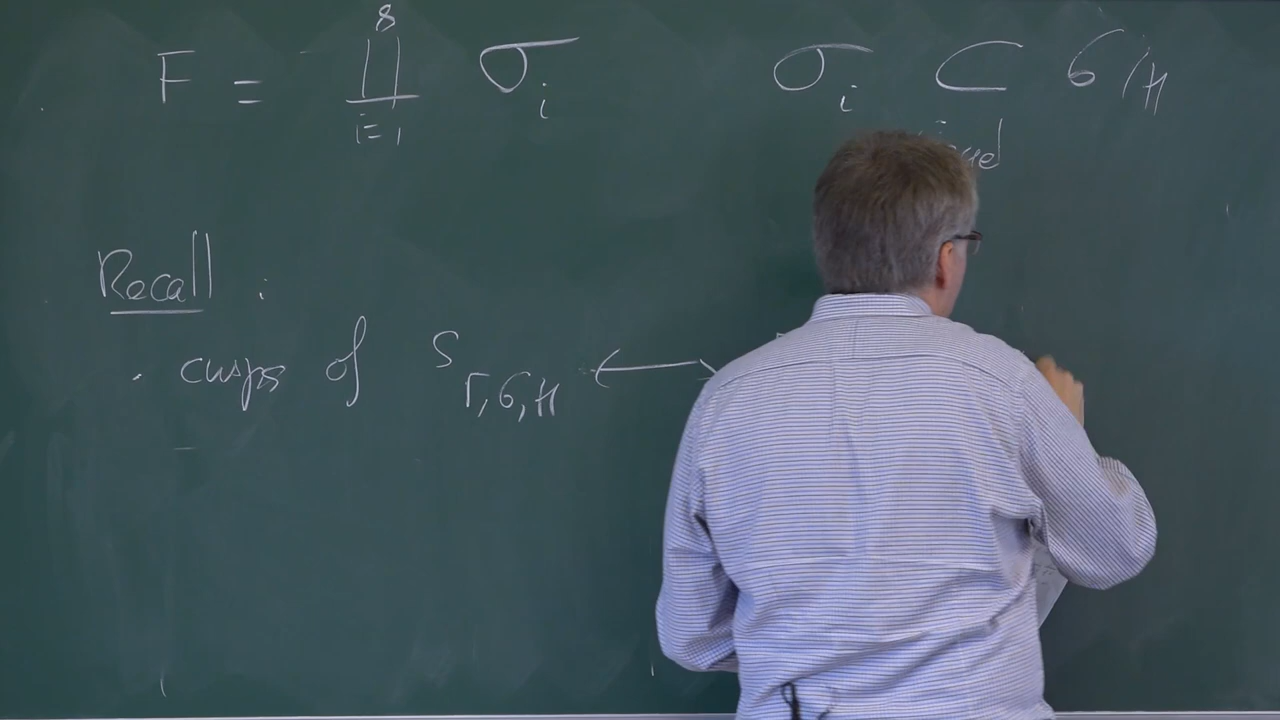 F = ∐_{i=1}^{8} σ_i σ_i ⊂ G/H
Recall :
. cusps of S_{Γ,G,H} ⟷